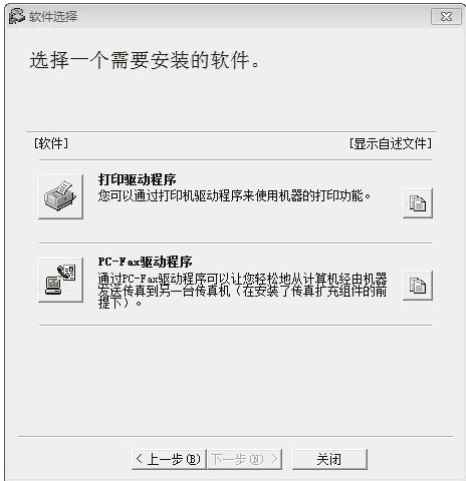 软件选择
选择一个需要安装的软件。
[软件] [显示自述文件]
打印驱动程序
您可以通过打印机驱动程序来使用机器的打印功能。
PC-Fax驱动程序
通过PC-Fax驱动程序可以让您轻松地从计算机经由机器
发送传真到另一台传真机（在安装了传真扩充组件的前
提下）。
< 上一步(B) 下一步(N) > 关闭